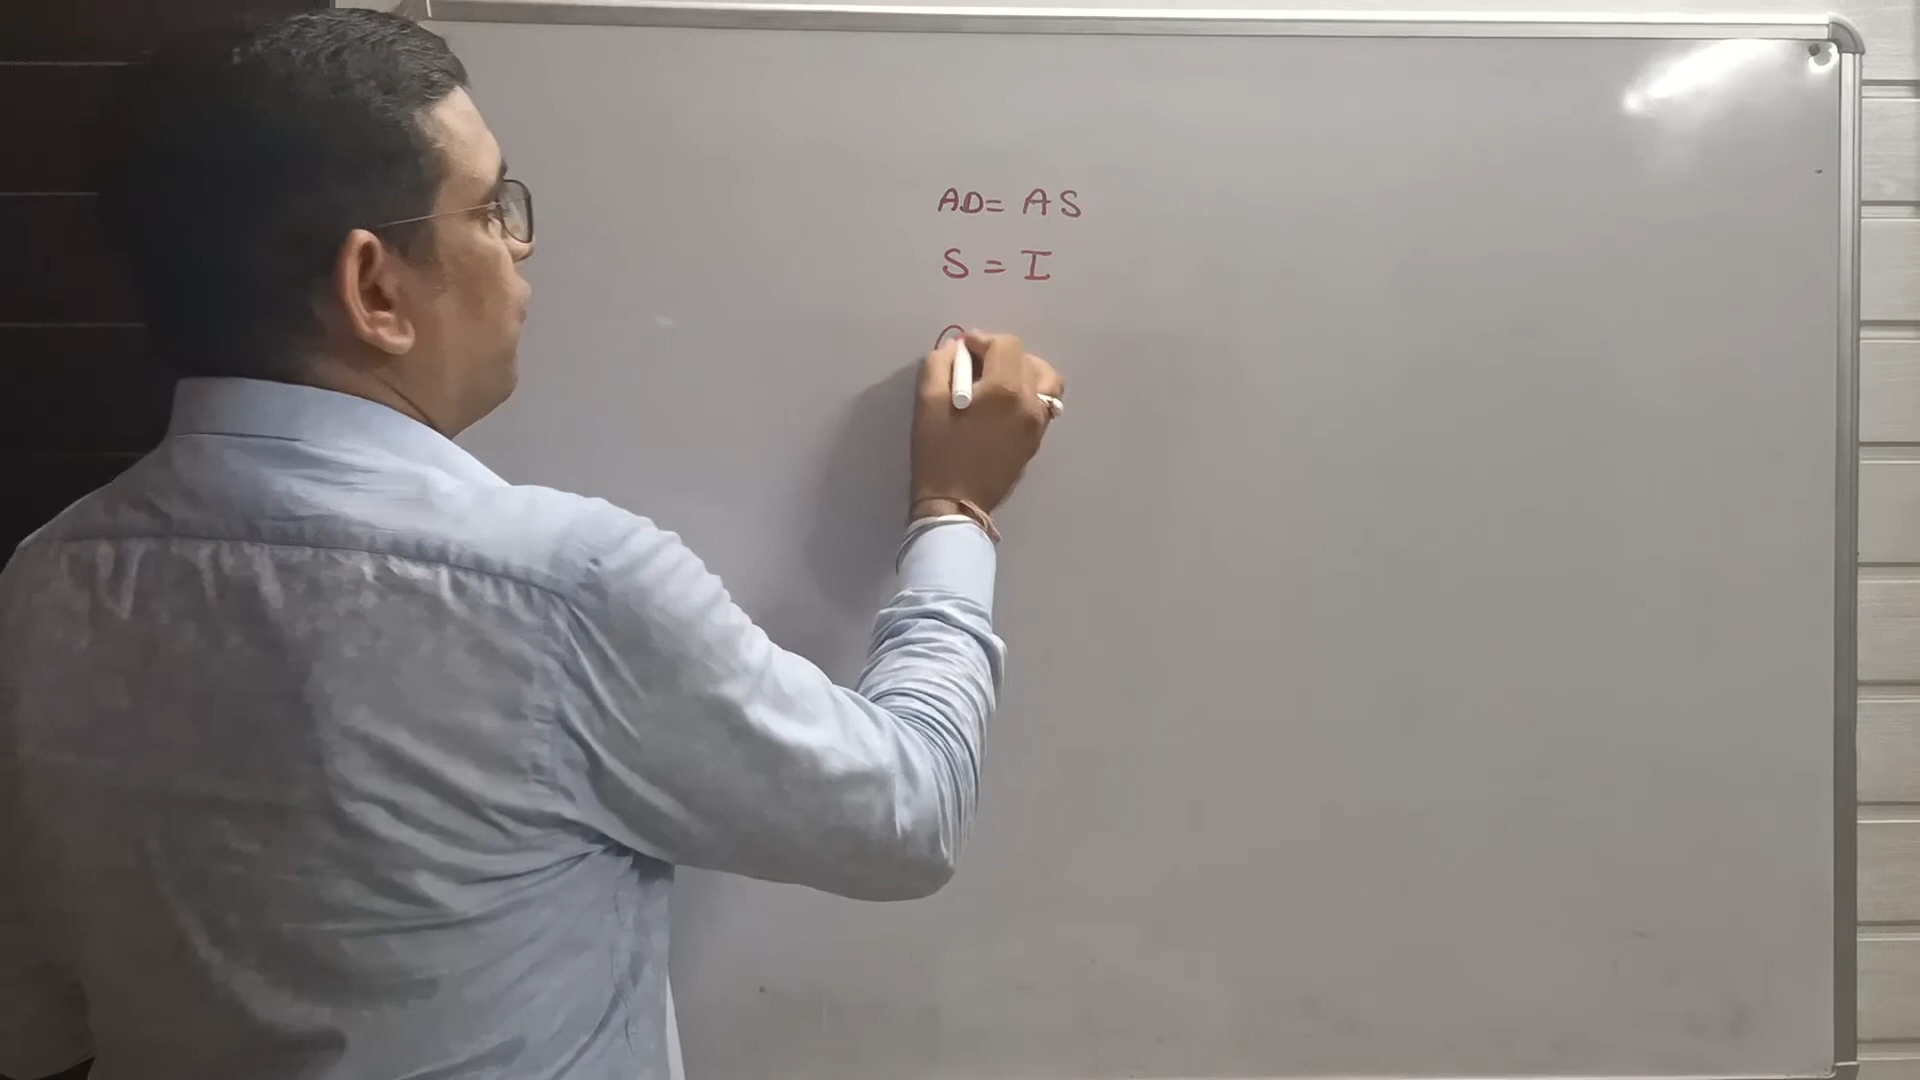 AD= AS
S = I